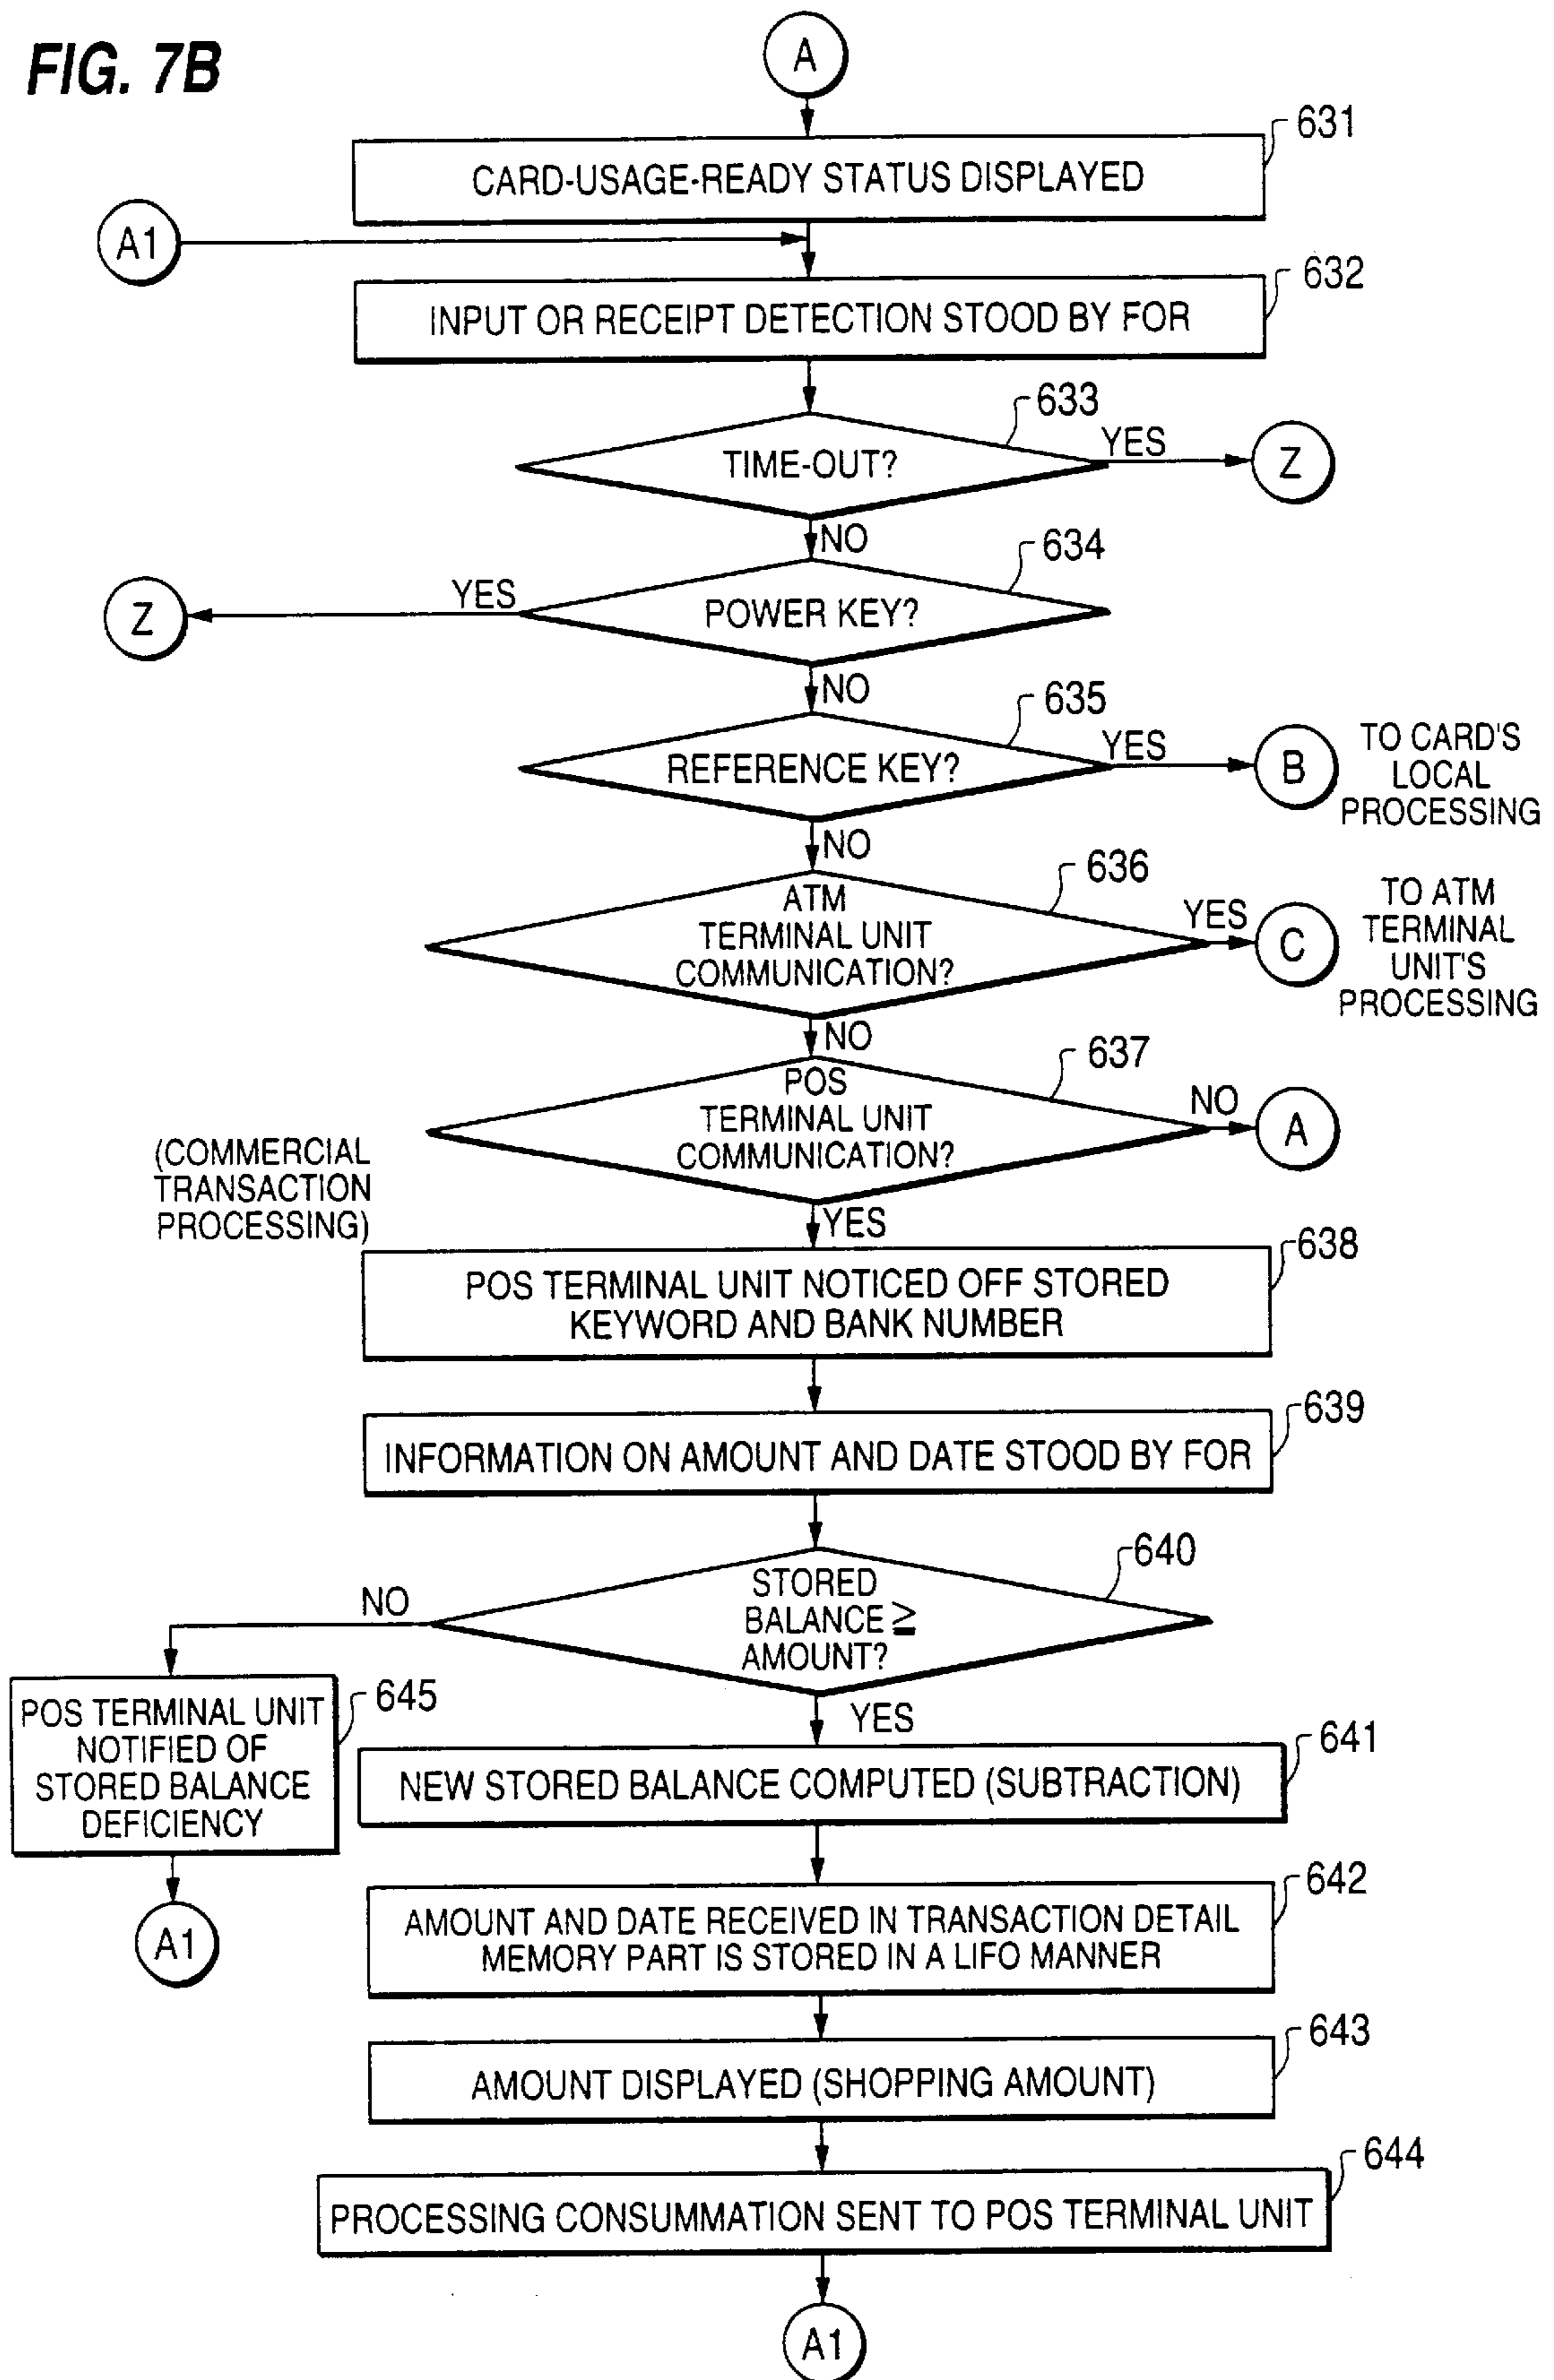 FIG. 7B
A
631
CARD-USAGE-READY STATUS DISPLAYED
A1
632
INPUT OR RECEIPT DETECTION STOOD BY FOR
633
TIME-OUT?
YES
Z
NO
634
POWER KEY?
YES
Z
NO
635
REFERENCE KEY?
YES
B
TO CARD'S
LOCAL
PROCESSING
NO
636
ATM
TERMINAL UNIT
COMMUNICATION?
YES
C
TO ATM
TERMINAL
UNIT'S
PROCESSING
NO
637
POS
TERMINAL UNIT
COMMUNICATION?
NO
A
(COMMERCIAL
TRANSACTION
PROCESSING)
YES
638
POS TERMINAL UNIT NOTICED OFF STORED
KEYWORD AND BANK NUMBER
639
INFORMATION ON AMOUNT AND DATE STOOD BY FOR
640
STORED
BALANCE ≧
AMOUNT?
NO
645
POS TERMINAL UNIT
NOTIFIED OF
STORED BALANCE
DEFICIENCY
A1
YES
641
NEW STORED BALANCE COMPUTED (SUBTRACTION)
642
AMOUNT AND DATE RECEIVED IN TRANSACTION DETAIL
MEMORY PART IS STORED IN A LIFO MANNER
643
AMOUNT DISPLAYED (SHOPPING AMOUNT)
644
PROCESSING CONSUMMATION SENT TO POS TERMINAL UNIT
A1